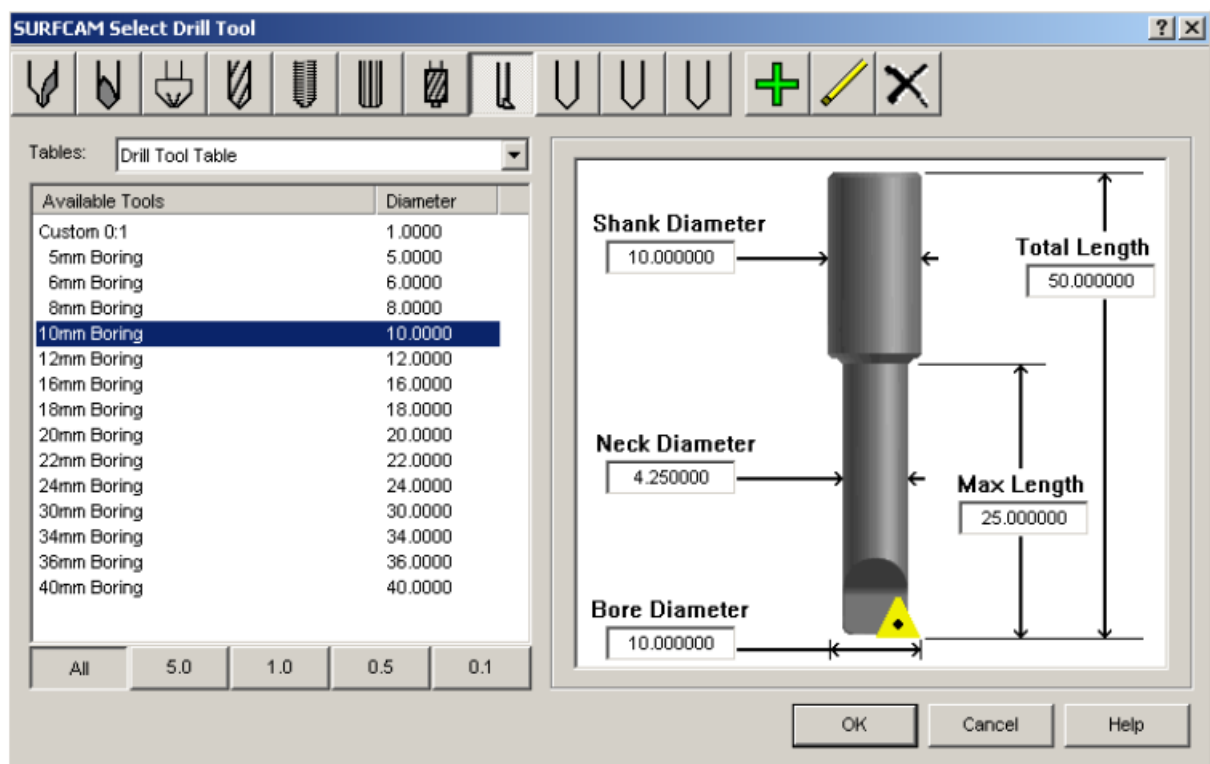 SURFCAM Select Drill Tool
Tables: Drill Tool Table
Available Tools Diameter
Custom 0:1 1.0000
5mm Boring 5.0000
6mm Boring 6.0000
8mm Boring 8.0000
10mm Boring 10.0000
12mm Boring 12.0000
16mm Boring 16.0000
18mm Boring 18.0000
20mm Boring 20.0000
22mm Boring 22.0000
24mm Boring 24.0000
30mm Boring 30.0000
34mm Boring 34.0000
36mm Boring 36.0000
40mm Boring 40.0000
All 5.0 1.0 0.5 0.1
Shank Diameter
10.000000
Total Length
50.000000
Neck Diameter
4.250000
Max Length
25.000000
Bore Diameter
10.000000
OK Cancel Help